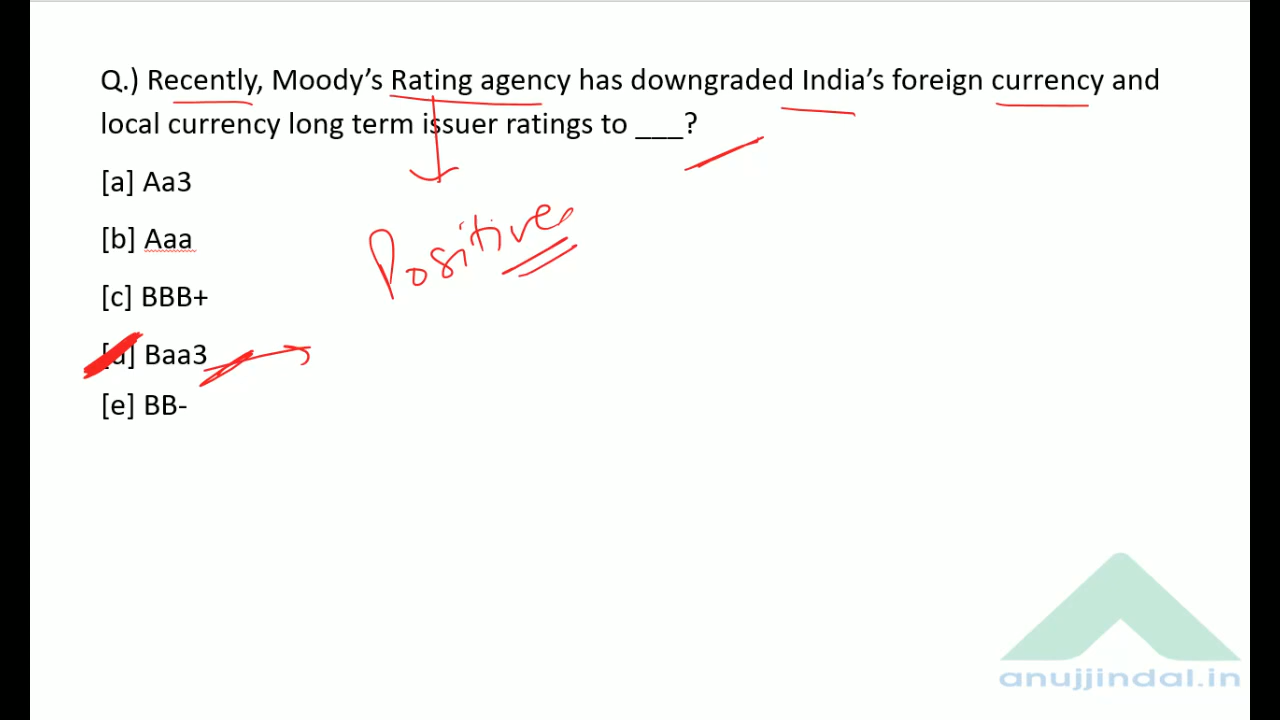 Q.) Recently, Moody's Rating agency has downgraded India's foreign currency and
local currency long term issuer ratings to ___?
[a] Aa3
Positive
[b] Aaa
[c] BBB+
[d] Baa3
[e] BB-
anujjindal.in